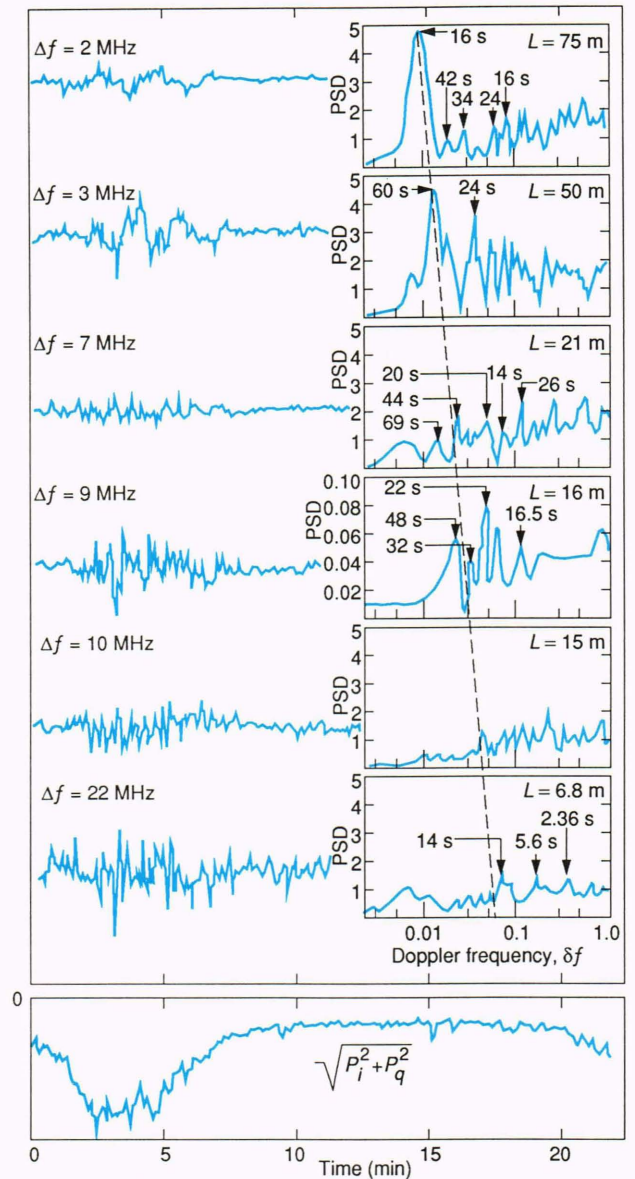 Δf = 2 MHz
5
4
3
2
1
PSD
16 s
42 s
34
24
16 s
L = 75 m
Δf = 3 MHz
5
4
3
2
1
PSD
60 s
24 s
L = 50 m
Δf = 7 MHz
5
4
3
2
1
PSD
20 s
44 s
69 s
14 s
26 s
L = 21 m
Δf = 9 MHz
0.10
0.08
0.06
0.04
0.02
PSD
22 s
48 s
32 s
16.5 s
L = 16 m
Δf = 10 MHz
5
4
3
2
1
PSD
L = 15 m
Δf = 22 MHz
5
4
3
2
1
PSD
14 s
5.6 s
2.36 s
L = 6.8 m
0.01 0.1 1.0
Doppler frequency, δf
0
−√P_i^2+P_q^2
0 5 10 15 20
Time (min)